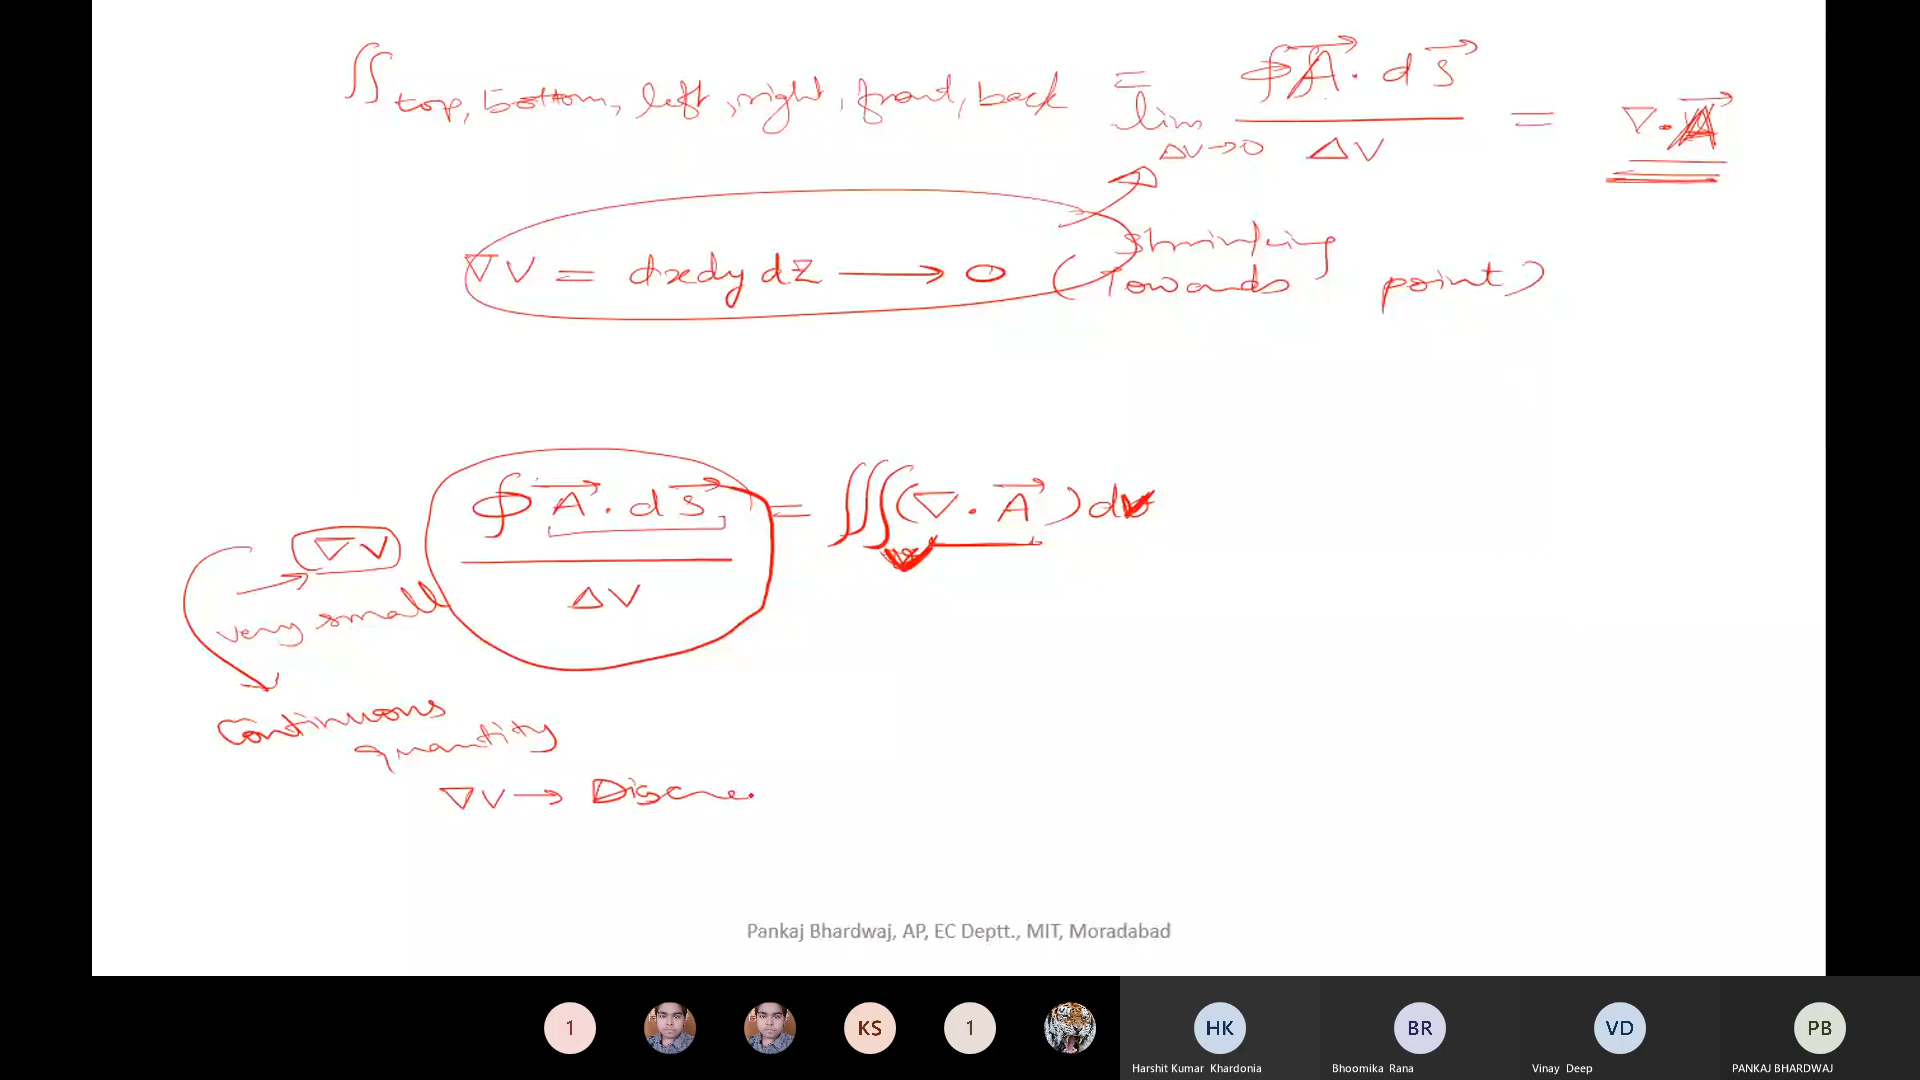 ∬ top, bottom, left, right, front, back = lim ΔV→0 ∮A⃗ · dS⃗ / ΔV = ∇ · A⃗
∇V = dxdydz → 0 (shrinking towards point)
∮A⃗ · dS⃗ / ΔV = ∭(∇ · A⃗)dv
∇V
very small
Continuous
quantity
∇V →
Pankaj Bhardwaj, AP, EC Deptt., MIT, Moradabad
1 KS 1 HK BR VD PB
Harshit Kumar Khardonia Bhoomika Rana Vinay Deep PANKAJ BHARDWAJ